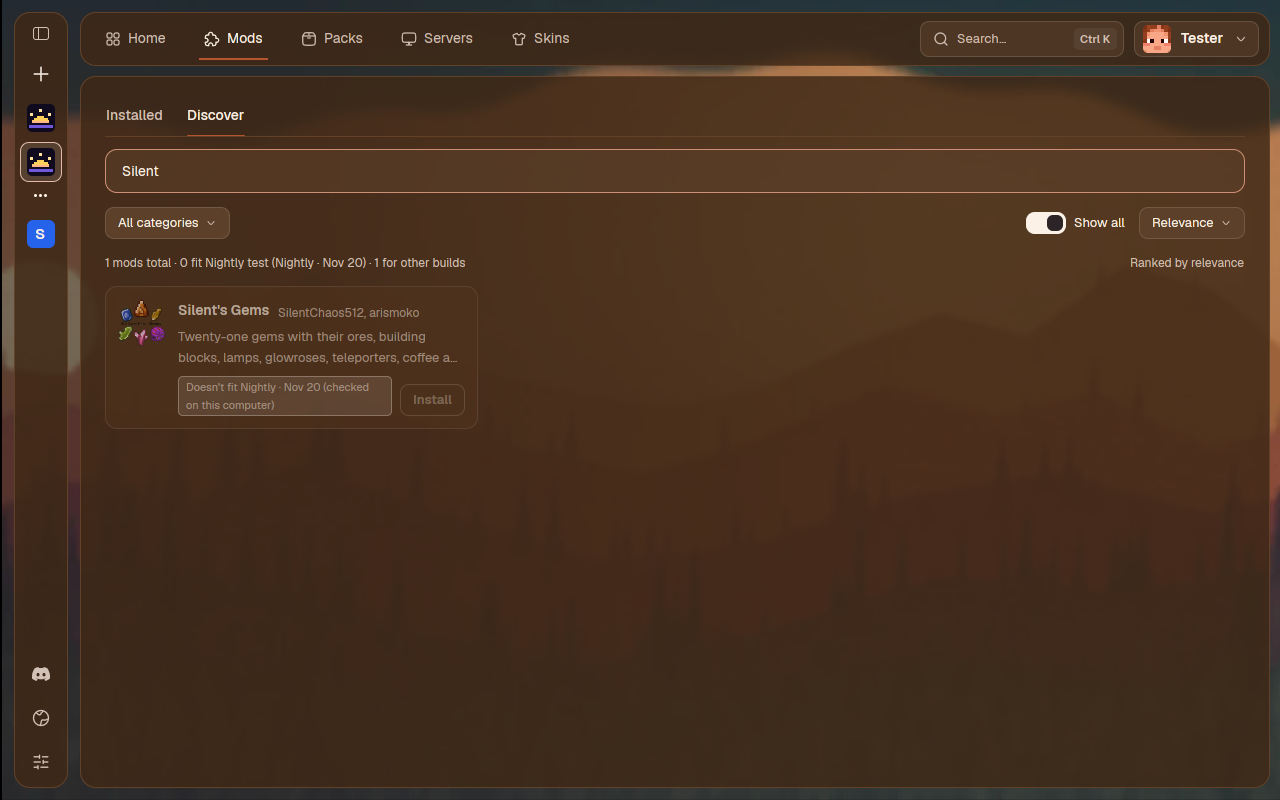 Home
Mods
Packs
Servers
Skins
Search...
Ctrl K
Tester
Installed
Discover
Silent
All categories
Show all
Relevance
1 mods total · 0 fit Nightly test (Nightly · Nov 20) · 1 for other builds
Ranked by relevance
Silent's Gems
SilentChaos512, arismoko
Twenty-one gems with their ores, building
blocks, lamps, glowroses, teleporters, coffee a...
Doesn't fit Nightly · Nov 20 (checked
on this computer)
Install
S